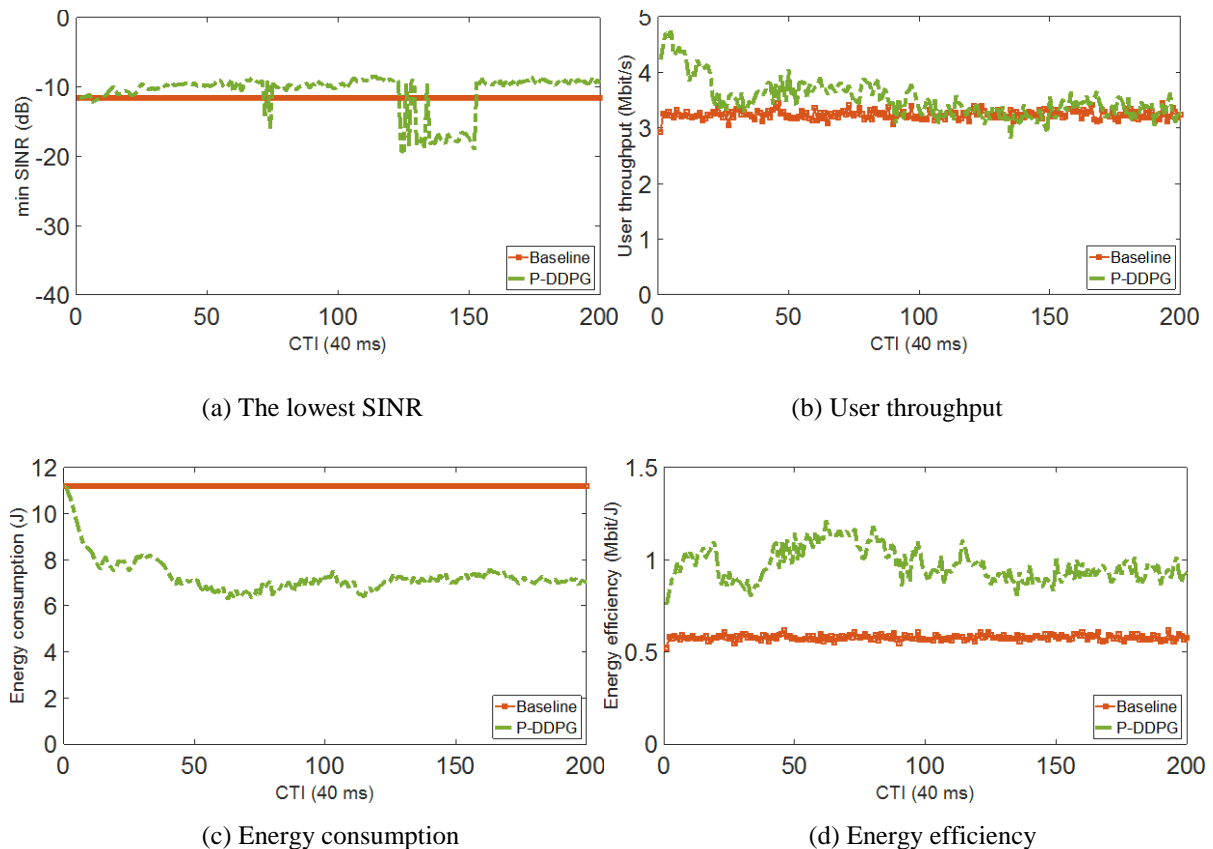 0
-10
-20
-30
-40
min SINR (dB)
0
50
100
150
200
CTI (40 ms)
Baseline
P-DDPG
(a) The lowest SINR
5
4
3
2
1
0
User throughput (Mbit/s)
0
50
100
150
200
CTI (40 ms)
Baseline
P-DDPG
(b) User throughput
12
10
8
6
4
2
0
Energy consumption (J)
0
50
100
150
200
CTI (40 ms)
Baseline
P-DDPG
(c) Energy consumption
1.5
1
0.5
0
Energy efficiency (Mbit/J)
0
50
100
150
200
CTI (40 ms)
Baseline
P-DDPG
(d) Energy efficiency